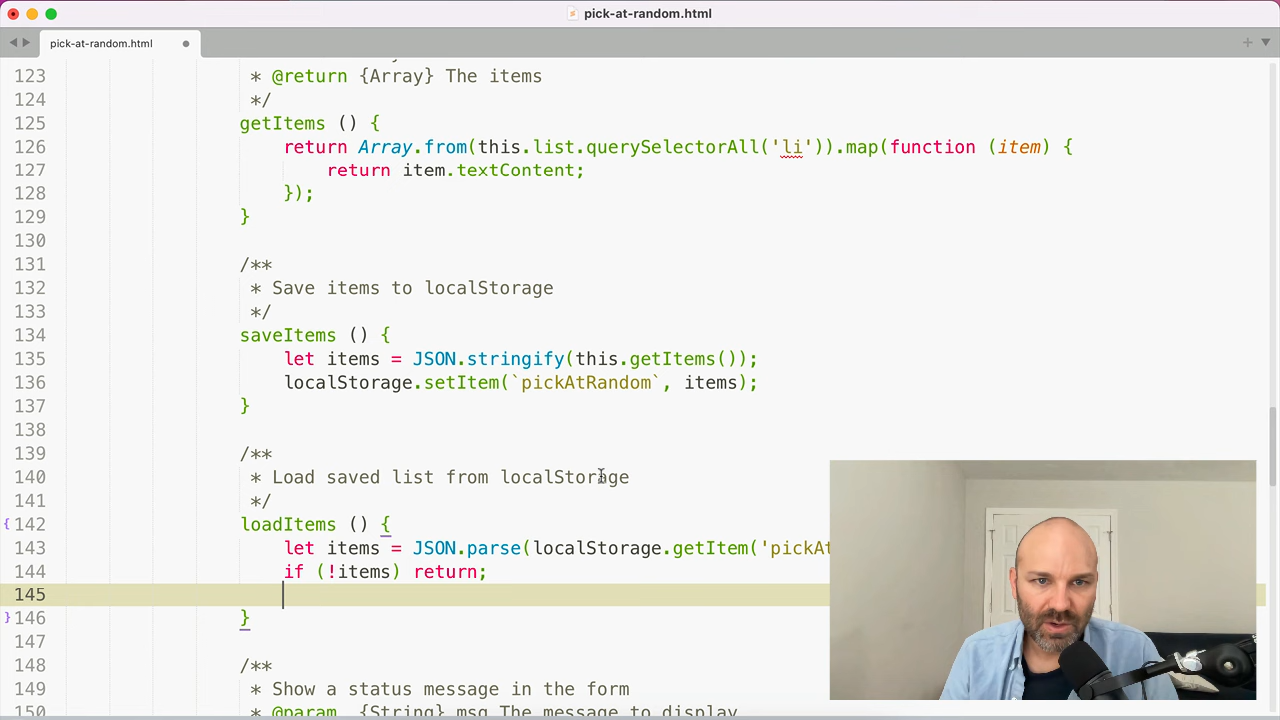 pick-at-random.html
pick-at-random.html
123 * @return {Array} The items
124 */
125 getItems () {
126 return Array.from(this.list.querySelectorAll('li')).map(function (item) {
127 return item.textContent;
128 });
129 }
130
131 /**
132 * Save items to localStorage
133 */
134 saveItems () {
135 let items = JSON.stringify(this.getItems());
136 localStorage.setItem(`pickAtRandom`, items);
137 }
138
139 /**
140 * Load saved list from localStorage
141 */
142 loadItems () {
143 let items = JSON.parse(localStorage.getItem('pickAt
144 if (!items) return;
145
146 }
147
148 /**
149 * Show a status message in the form
150 * @param {String} msg The message to display